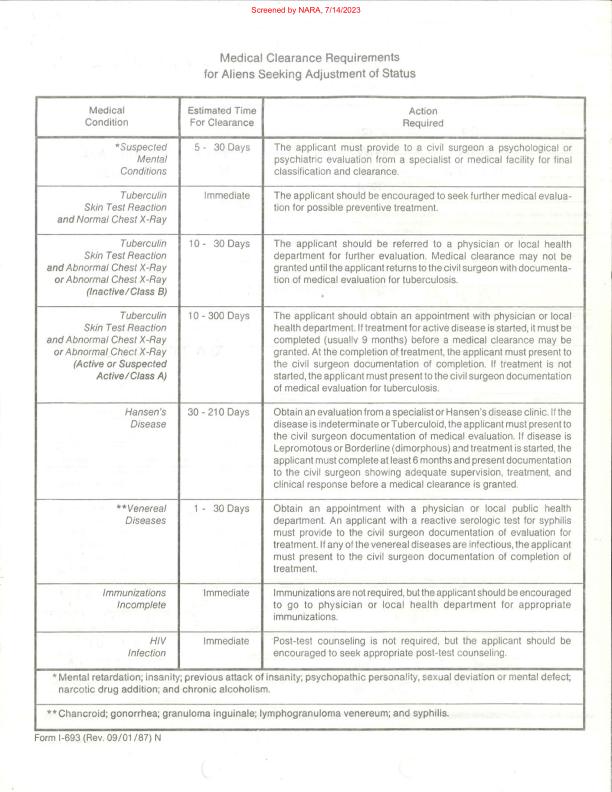 Screened by NARA, 7/14/2023
Medical Clearance Requirements
for Aliens Seeking Adjustment of Status
Medical
Condition
Estimated Time
For Clearance
Action
Required
*Suspected
Mental
Conditions
5 - 30 Days
The applicant must provide to a civil surgeon a psychological or
psychiatric evaluation from a specialist or medical facility for final
classification and clearance.
Tuberculin
Skin Test Reaction
and Normal Chest X-Ray
Immediate
The applicant should be encouraged to seek further medical evalua-
tion for possible preventive treatment.
Tuberculin
Skin Test Reaction
and Abnormal Chest X-Ray
or Abnormal Chest X-Ray
(Inactive/Class B)
10 - 30 Days
The applicant should be referred to a physician or local health
department for further evaluation. Medical clearance may not be
granted until the applicant returns to the civil surgeon with documenta-
tion of medical evaluation for tuberculosis.
Tuberculin
Skin Test Reaction
and Abnormal Chest X-Ray
or Abnormal Chect X-Ray
(Active or Suspected
Active/Class A)
10 - 300 Days
The applicant should obtain an appointment with physician or local
health department. If treatment for active disease is started, it must be
completed (usually 9 months) before a medical clearance may be
granted. At the completion of treatment, the applicant must present to
the civil surgeon documentation of completion. If treatment is not
started, the applicant must present to the civil surgeon documentation
of medical evaluation for tuberculosis.
Hansen's
Disease
30 - 210 Days
Obtain an evaluation from a specialist or Hansen's disease clinic. If the
disease is indeterminate or Tuberculoid, the applicant must present to
the civil surgeon documentation of medical evaluation. If disease is
Lepromotous or Borderline (dimorphous) and treatment is started, the
applicant must complete at least 6 months and present documentation
to the civil surgeon showing adequate supervision, treatment, and
clinical response before a medical clearance is granted.
**Venereal
Diseases
1 - 30 Days
Obtain an appointment with a physician or local public health
department. An applicant with a reactive serologic test for syphilis
must provide to the civil surgeon documentation of evaluation for
treatment. If any of the venereal diseases are infectious, the applicant
must present to the civil surgeon documentation of completion of
treatment.
Immunizations
Incomplete
Immediate
Immunizations are not required, but the applicant should be encouraged
to go to physician or local health department for appropriate
immunizations.
HIV
Infection
Immediate
Post-test counseling is not required, but the applicant should be
encouraged to seek appropriate post-test counseling.
*Mental retardation; insanity; previous attack of insanity; psychopathic personality, sexual deviation or mental defect;
narcotic drug addition; and chronic alcoholism.
**Chancroid; gonorrhea; granuloma inguinale; lymphogranuloma venereum; and syphilis.
Form I-693 (Rev. 09/01/87) N